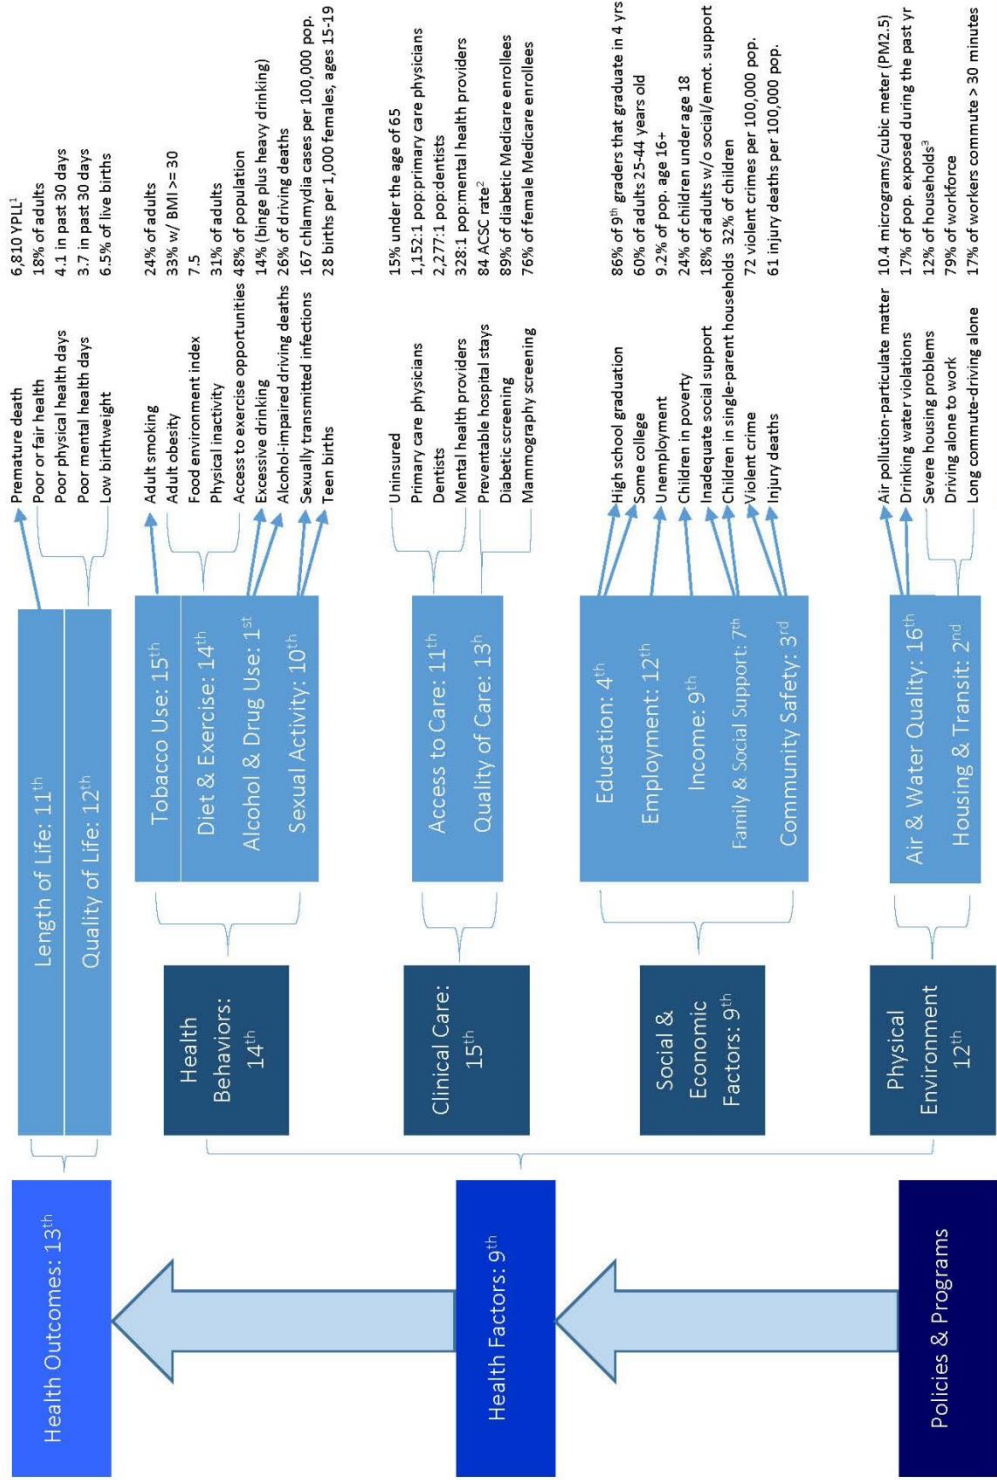 Health Outcomes: 13th
Length of Life: 11th
Quality of Life: 12th
Premature death 6,810 YPLL1
Poor or fair health 18% of adults
Poor physical health days 4.1 in past 30 days
Poor mental health days 3.7 in past 30 days
Low birthweight 6.5% of live births
Health Factors: 9th
Health
Behaviors:
14th
Tobacco Use: 15th
Diet & Exercise: 14th
Alcohol & Drug Use: 1st
Sexual Activity: 10th
Adult smoking 24% of adults
Adult obesity 33% w/ BMI >= 30
Food environment index 7.5
Physical inactivity 31% of adults
Access to exercise opportunities 48% of population
Excessive drinking 14% (binge plus heavy drinking)
Alcohol-impaired driving deaths 26% of driving deaths
Sexually transmitted infections 167 chlamydia cases per 100,000 pop.
Teen births 28 births per 1,000 females, ages 15-19
Clinical Care:
15th
Access to Care: 11th
Quality of Care: 13h
Uninsured 15% under the age of 65
Primary care physicians 1,152:1 pop:primary care physicians
Dentists 2,277:1 pop:dentists
Mental health providers 328:1 pop:mental health providers
Preventable hospital stays 84 ACSC rate2
Diabetic screening 89% of diabetic Medicare enrollees
Mammography screening 76% of female Medicare enrollees
Social &
Economic
Factors: 9th
Education: 4th
Employment: 12th
Income: 9th
Family & Social Support: 7th
Community Safety: 3rd
High school graduation 86% of 9th graders that graduate in 4 yrs
Some college 60% of adults 25-44 years old
Unemployment 9.2% of pop. age 16+
Children in poverty 24% of children under age 18
Inadequate support 18% of adults w/o social/emot. support
Children in single-parent households 32% of children
Violent crime 72 violent crimes per 100,000 pop.
Injury deaths 61 injury deaths per 100,000 pop.
Physical
Environment
12th
Air & Water Quality: 16th
Housing & Transit: 2nd
Air pollution-particulate matter 10.4 micrograms/cubic meter (PM2.5)
Drinking water violations 17% of pop. exposed during the past yr
Severe housing problems 12% of households3
Driving alone to work 79% of workforce
Long commute-driving alone 17% of workers commute > 30 minutes
Policies & Programs